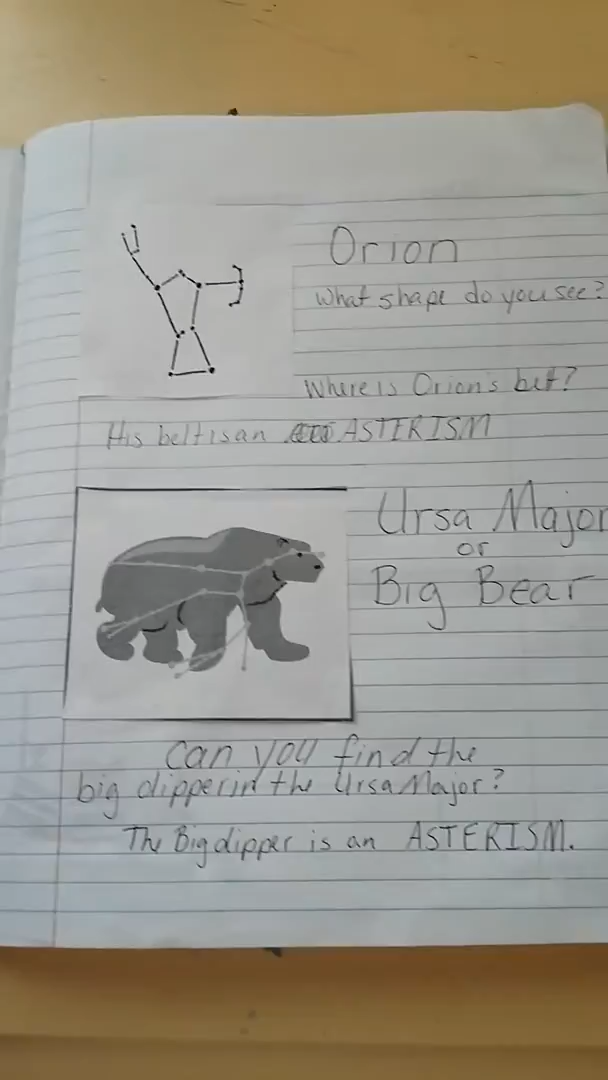 Orion
What shape do you see?
Where is Orion's belt?
His belt is an ASTERISM
Ursa Major
or
Big Bear
Can you find the
big dipper in the Ursa Major?
The Big dipper is an ASTERISM.